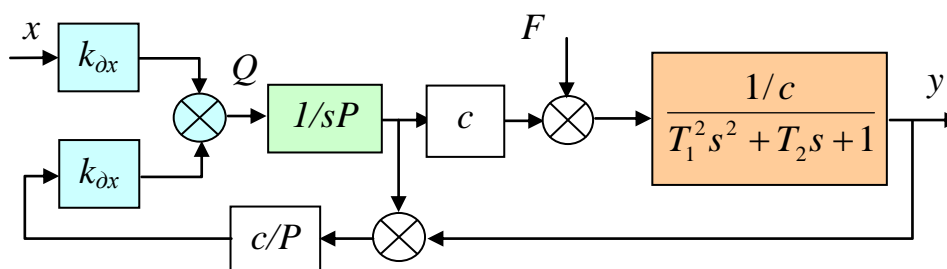 x
k∂x
Q
1/sP
c
F
1/c
T₁²s² + T₂s + 1
y
k∂x
c/P